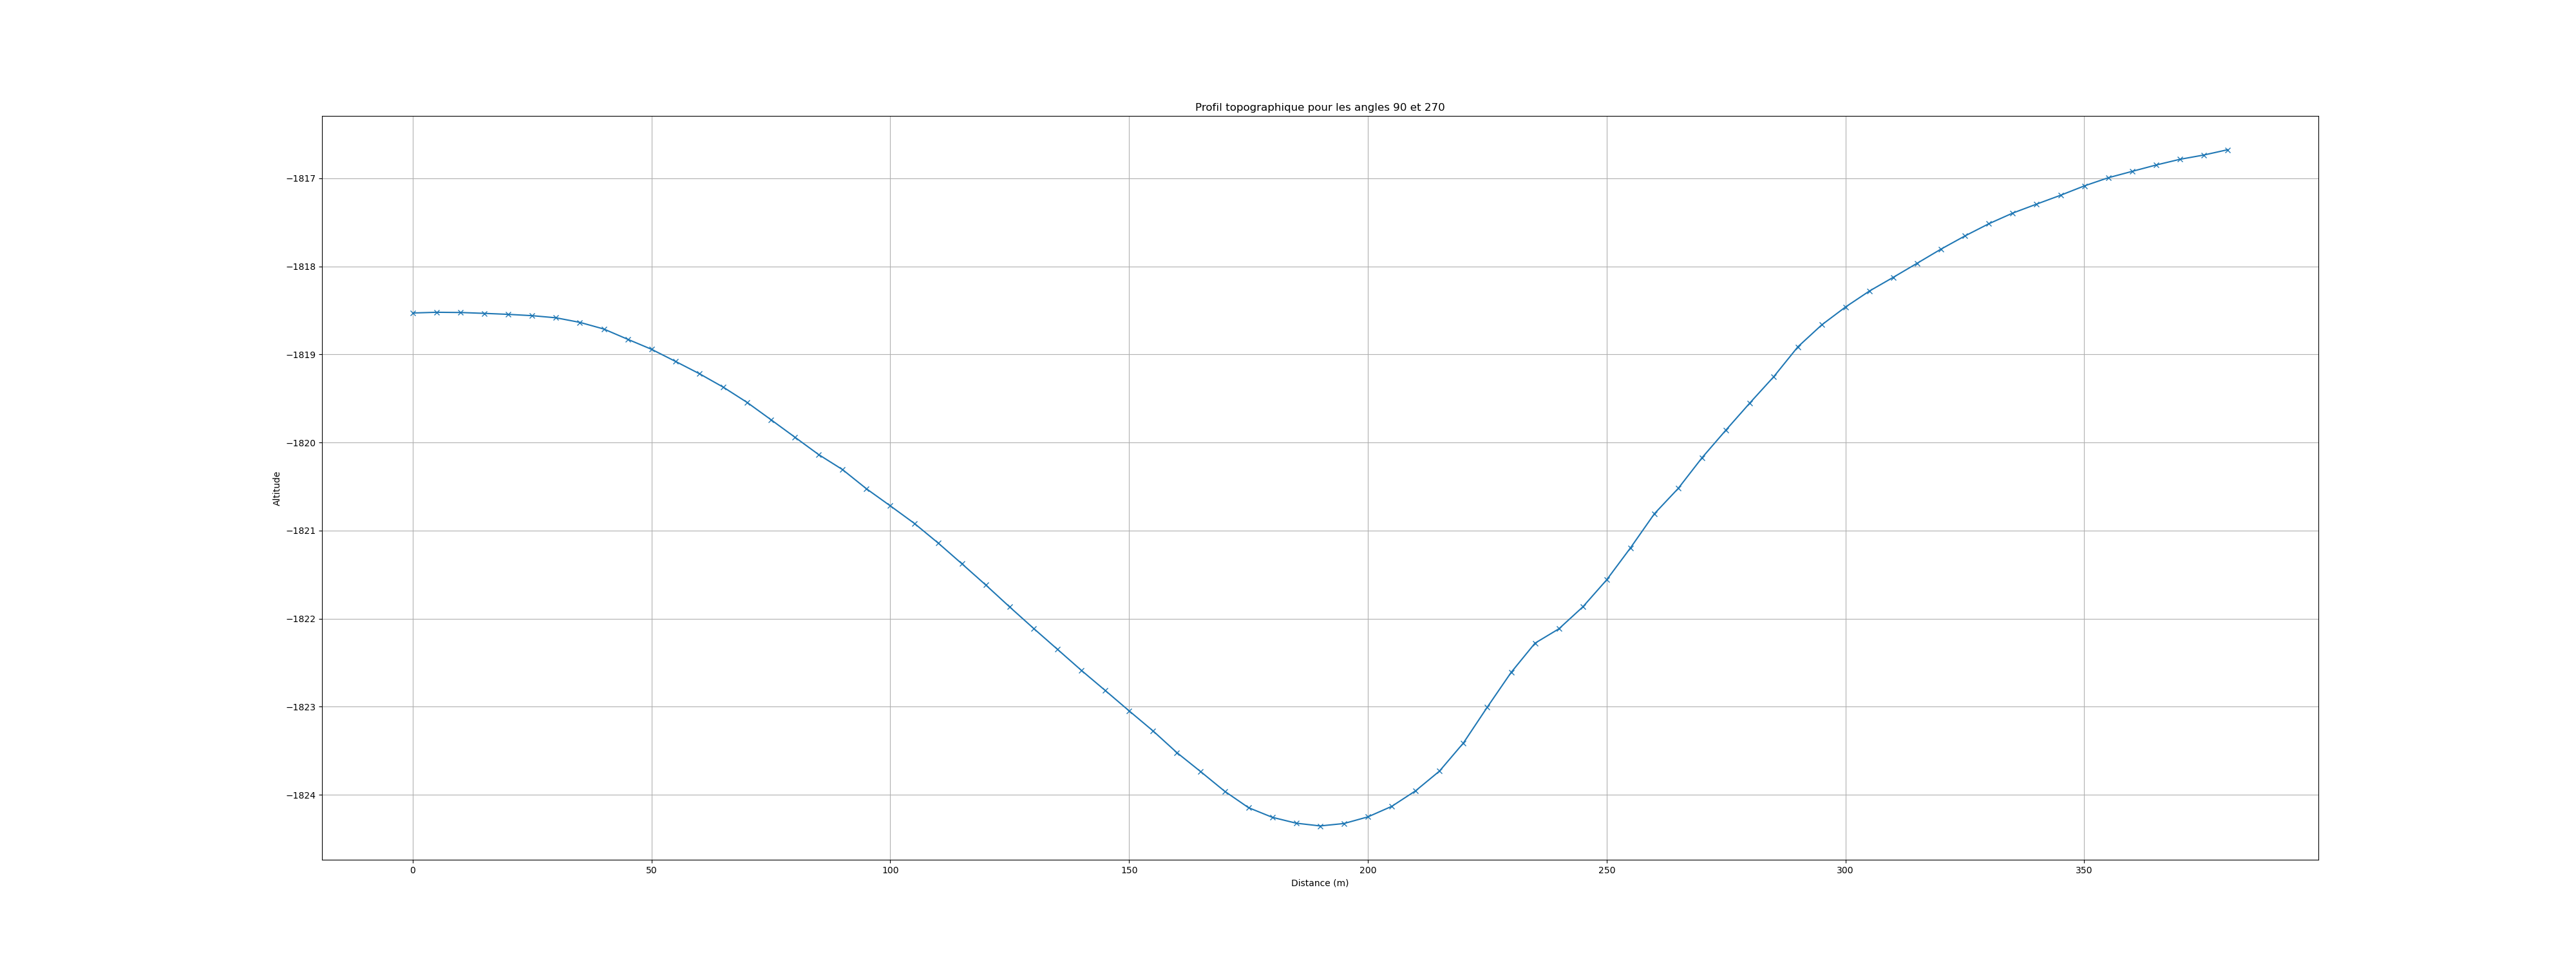 Profil topographique pour les angles 90 et 270
Altitude
−1817
−1818
−1819
−1820
−1821
−1822
−1823
−1824
0 50 100 150 200 250 300 350
Distance (m)